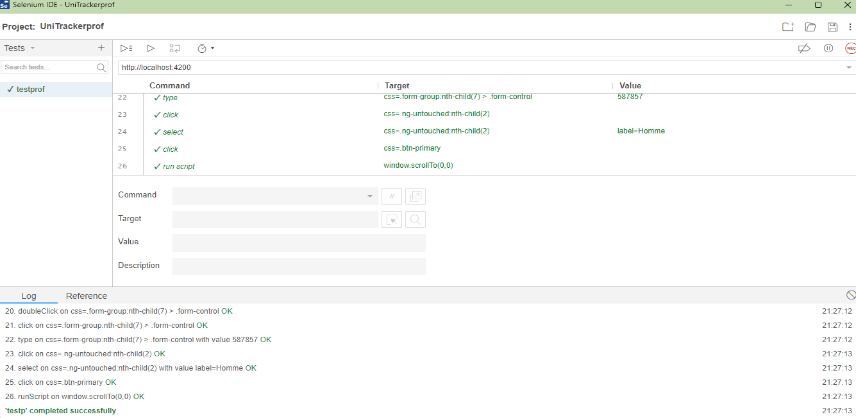 Selenium IDE - UniTrackerprof
Project: UniTrackerprof
Tests
Search tests...
testprof
http://localhost:4200
Command Target Value
22 type css=.form-group:nth-child(7) > .form-control 587857
23 click css=.ng-untouched:nth-child(2)
24 select css=.ng-untouched:nth-child(2) label=Homme
25 click css=.btn-primary
26 run script window.scrollTo(0,0)
Command
//
Target
Value
Description
Log Reference
20. doubleClick on css=.form-group:nth-child(7) > .form-control OK 21:27:12
21. click on css=.form-group:nth-child(7) > .form-control OK 21:27:12
22. type on css=.form-group:nth-child(7) > .form-control with value 587857 OK 21:27:12
23. click on css=.ng-untouched:nth-child(2) OK 21:27:13
24. select on css=.ng-untouched:nth-child(2) with value label=Homme OK 21:27:13
25. click on css=.btn-primary OK 21:27:13
26. runScript on window.scrollTo(0,0) OK 21:27:13
'testp' completed successfully 21:27:13